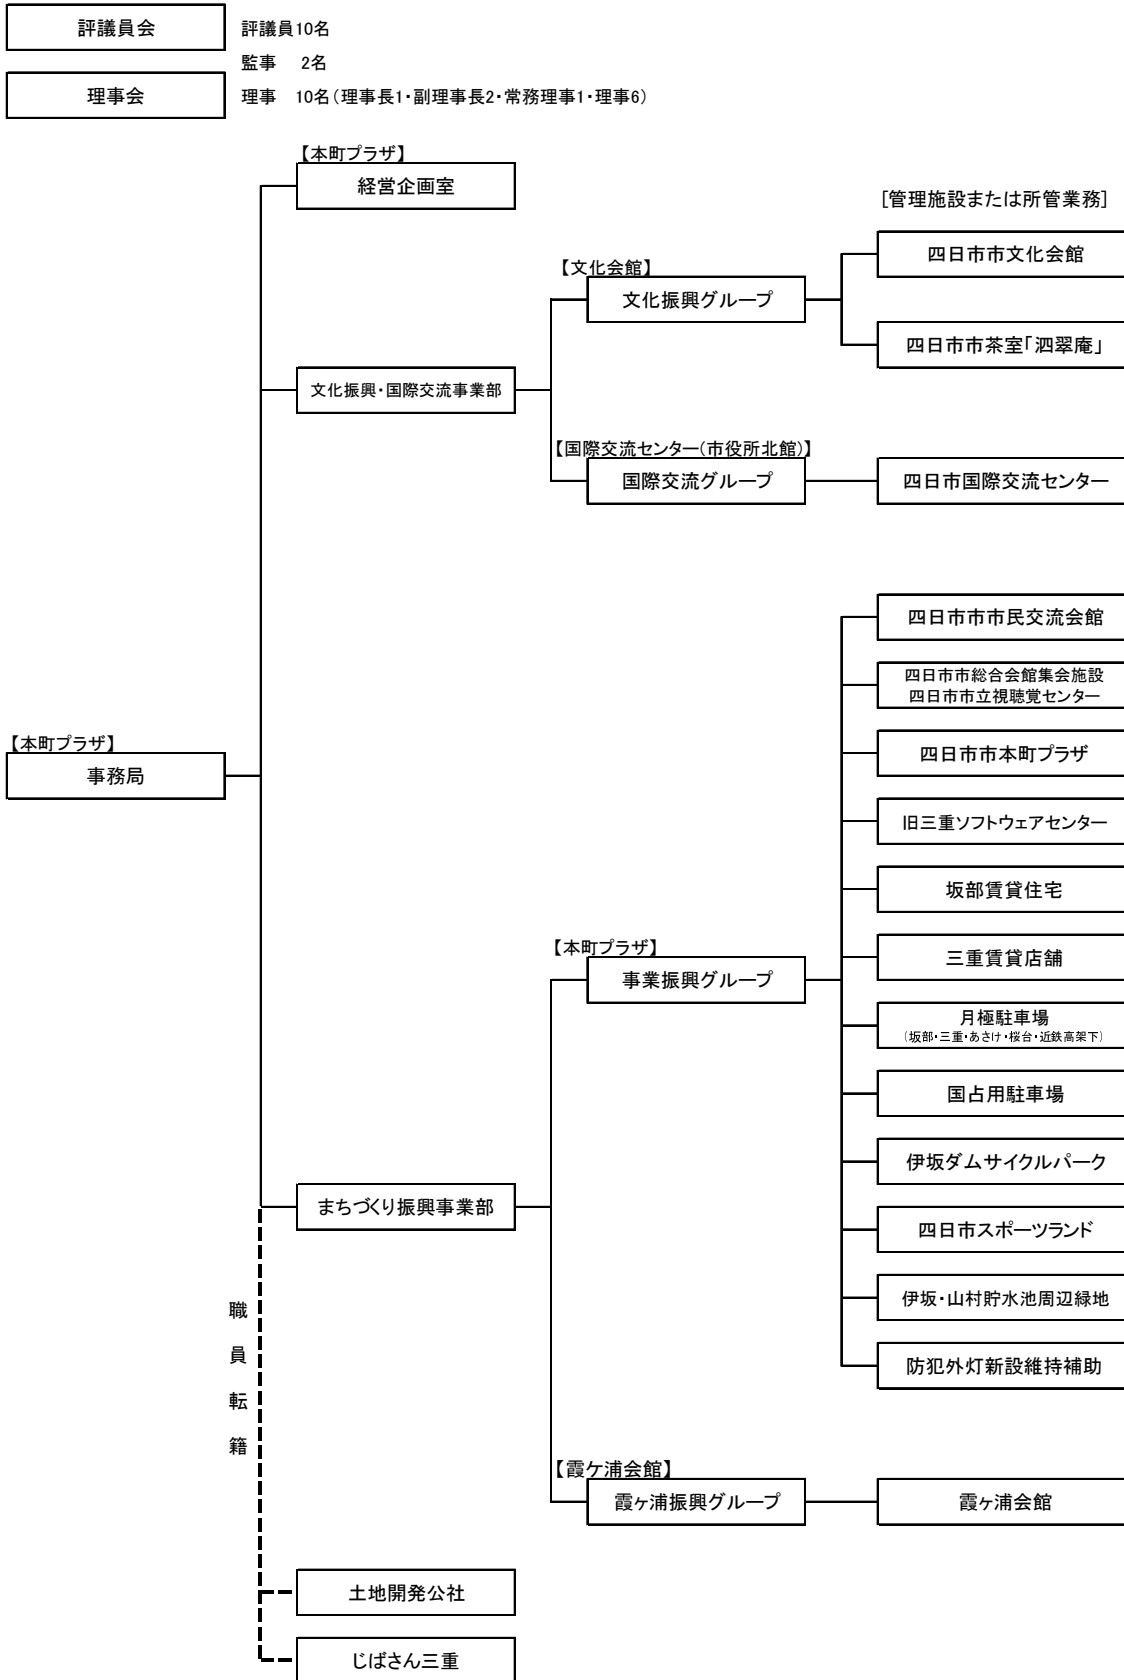 評議員会
評議員10名
監事 2名
理事会
理事 10名(理事長1・副理事長2・常務理事1・理事6)
【本町プラザ】
経営企画室
[管理施設または所管業務]
四日市市文化会館
【文化会館】
文化振興グループ
四日市市茶室「泗翠庵」
文化振興・国際交流事業部
【国際交流センター(市役所北館)】
国際交流グループ
四日市国際交流センター
四日市市市民交流会館
四日市市総合会館集会施設
四日市市立視聴覚センター
【本町プラザ】
事務局
四日市市本町プラザ
旧三重ソフトウェアセンター
坂部賃貸住宅
【本町プラザ】
事業振興グループ
三重賃貸店舗
月極駐車場
(坂部・三重・あさけ・桜台・近鉄高架下)
国占用駐車場
伊坂ダムサイクルパーク
まちづくり振興事業部
四日市スポーツランド
伊坂・山村貯水池周辺緑地
防犯外灯新設維持補助
職
員
転
籍
【霞ケ浦会館】
霞ヶ浦振興グループ
霞ヶ浦会館
土地開発公社
じばさん三重